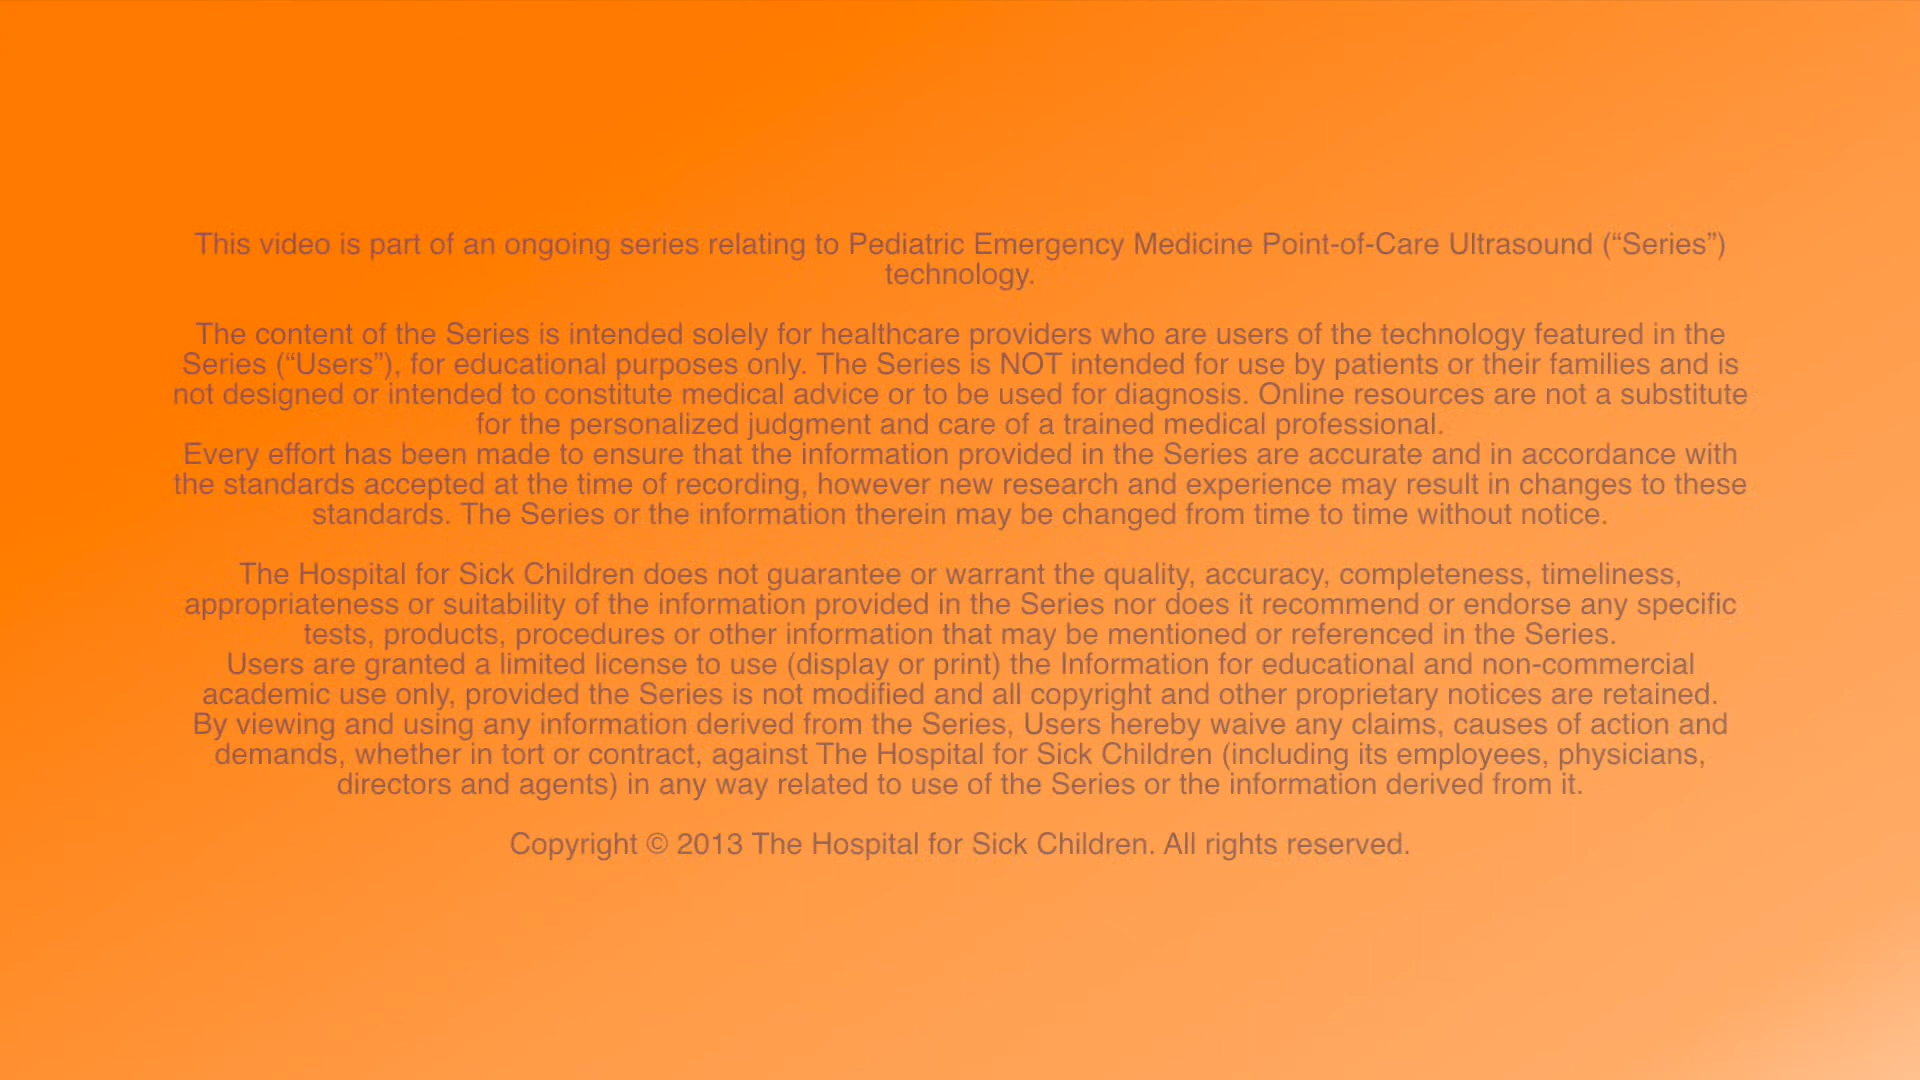 This video is part of an ongoing series relating to Pediatric Emergency Medicine Point-of-Care Ultrasound (“Series”)
technology.
The content of the Series is intended solely for healthcare providers who are users of the technology featured in the
Series (“Users”), for educational purposes only. The Series is NOT intended for use by patients or their families and is
not designed or intended to constitute medical advice or to be used for diagnosis. Online resources are not a substitute
for the personalized judgment and care of a trained medical professional.
Every effort has been made to ensure that the information provided in the Series are accurate and in accordance with
the standards accepted at the time of recording, however new research and experience may result in changes to these
standards. The Series or the information therein may be changed from time to time without notice.
The Hospital for Sick Children does not guarantee or warrant the quality, accuracy, completeness, timeliness,
appropriateness or suitability of the information provided in the Series nor does it recommend or endorse any specific
tests, products, procedures or other information that may be mentioned or referenced in the Series.
Users are granted a limited license to use (display or print) the Information for educational and non-commercial
academic use only, provided the Series is not modified and all copyright and other proprietary notices are retained.
By viewing and using any information derived from the Series, Users hereby waive any claims, causes of action and
demands, whether in tort or contract, against The Hospital for Sick Children (including its employees, physicians,
directors and agents) in any way related to use of the Series or the information derived from it.
Copyright © 2013 The Hospital for Sick Children. All rights reserved.